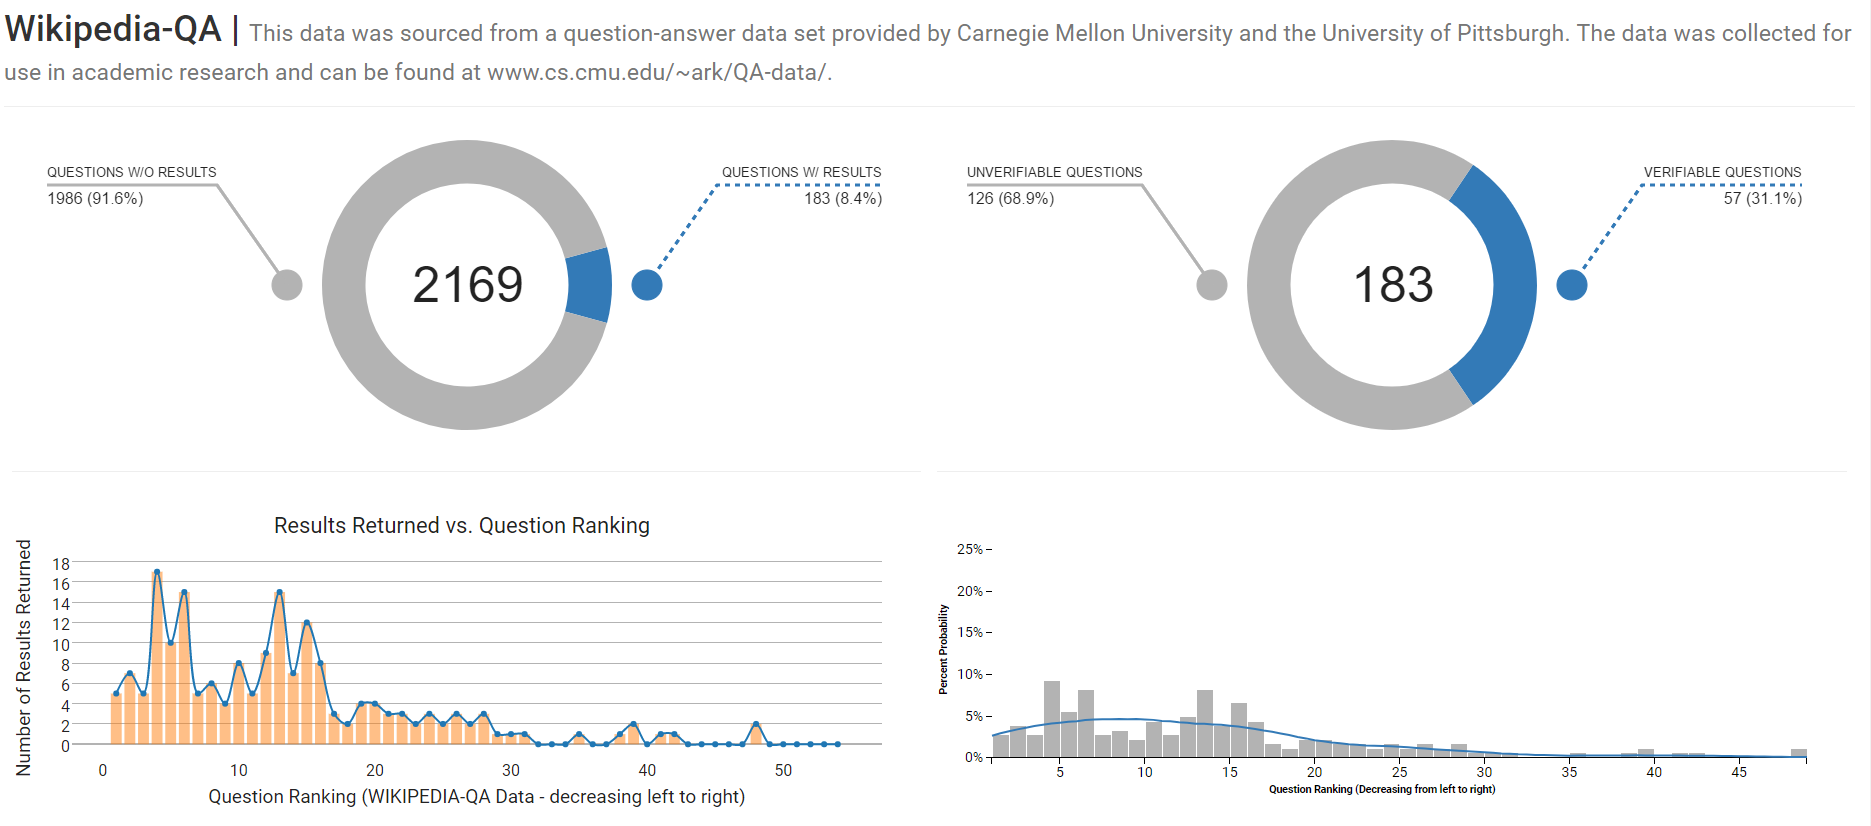 Wikipedia-QA | This data was sourced from a question-answer data set provided by Carnegie Mellon University and the University of Pittsburgh. The data was collected for
use in academic research and can be found at www.cs.cmu.edu/~ark/QA-data/.
QUESTIONS W/O RESULTS
1986 (91.6%)
2169
QUESTIONS W/ RESULTS
183 (8.4%)
UNVERIFIABLE QUESTIONS
126 (68.9%)
183
VERIFIABLE QUESTIONS
57 (31.1%)
Results Returned vs. Question Ranking
Number of Results Returned
18
16
14
12
10
8
6
4
2
0
0 10 20 30 40 50
Question Ranking (WIKIPEDIA-QA Data - decreasing left to right)
Percent Probability
25%
20%
15%
10%
5%
0%
5 10 15 20 25 30 35 40 45
Question Ranking (Decreasing from left to right)